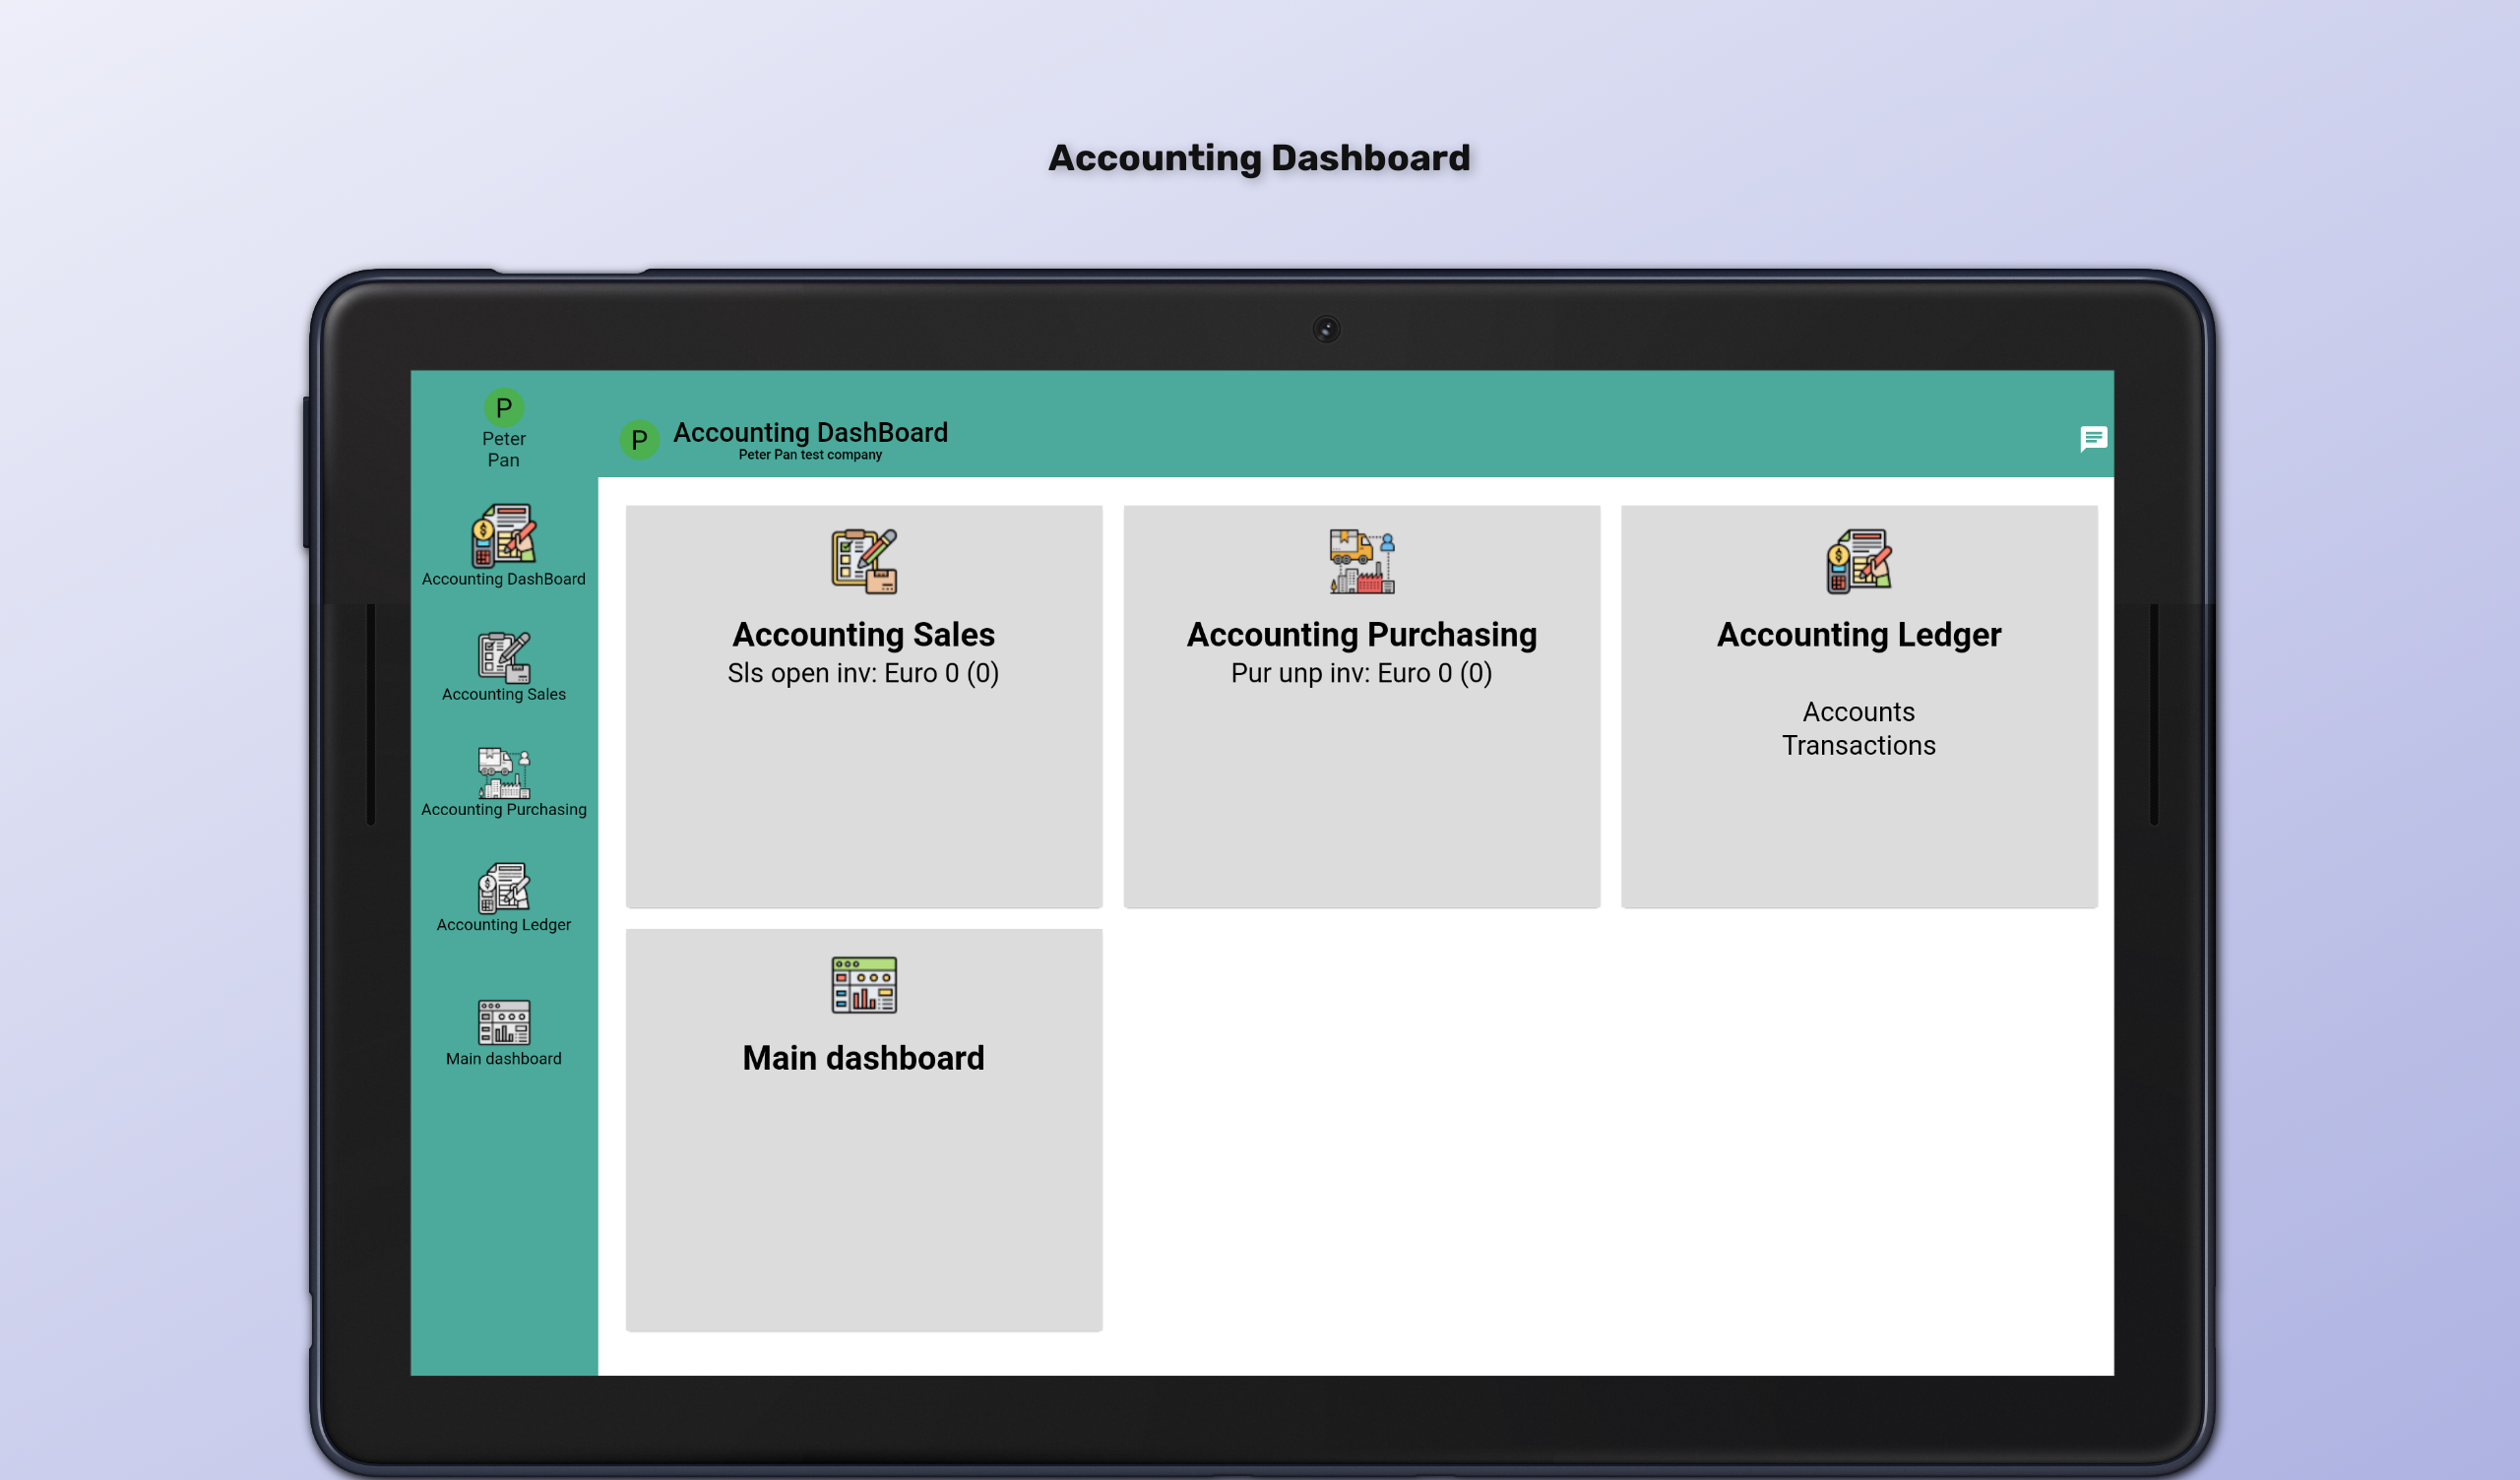 Accounting Dashboard
P
Peter
Pan
P
Accounting DashBoard
Peter Pan test company
Accounting DashBoard
Accounting Sales
Accounting Purchasing
Accounting Ledger
Main dashboard
Accounting Sales
Sls open inv: Euro 0 (0)
Accounting Purchasing
Pur unp inv: Euro 0 (0)
Accounting Ledger
Accounts
Transactions
Main dashboard